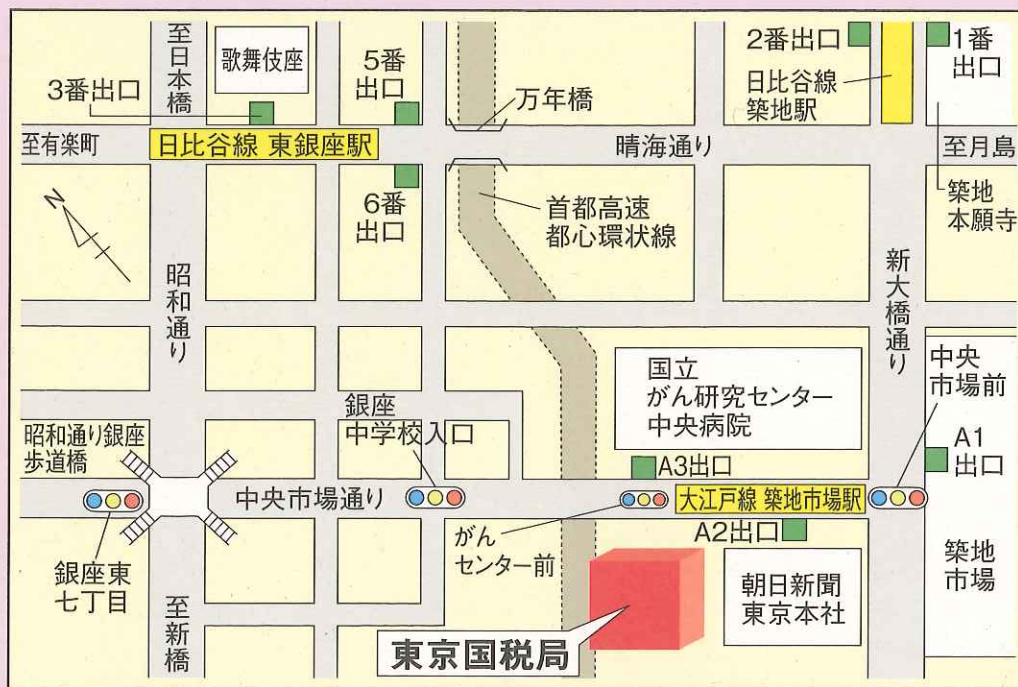 至日本橋
歌舞伎座
3番出口
5番
出口
万年橋
2番出口
日比谷線
築地駅
1番
出口
至有楽町
日比谷線 東銀座駅
晴海通り
至月島
6番
出口
首都高速
都心環状線
築地
本願寺
N
昭和通り
新大橋通り
国立
がん研究センター
中央病院
中央
市場前
銀座
中学校入口
昭和通り銀座
歩道橋
A3出口
A1
出口
中央市場通り
大江戸線 築地市場駅
がん
センター前
A2出口
銀座東
七丁目
朝日新聞
東京本社
築地
市場
至新橋
東京国税局